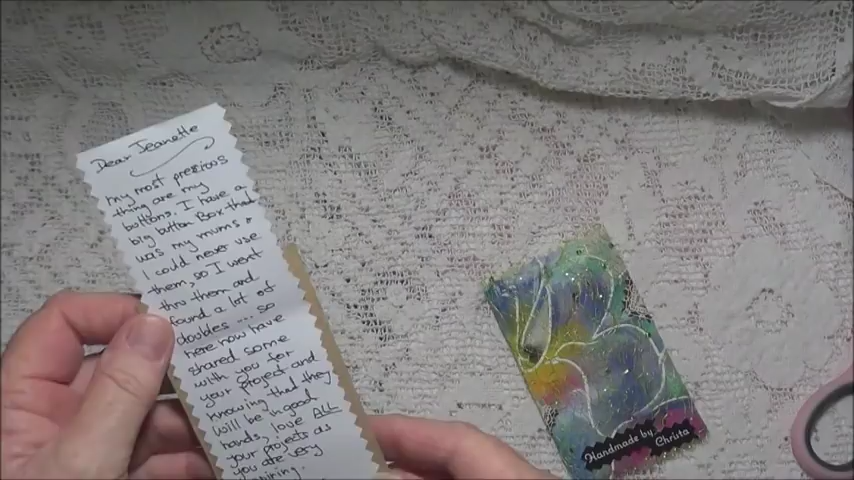 Dear Jeanette
my most precious
thing are my
buttons. I have a
big button Box that
was my mums &
I could never use
them, so I went
thro them and
found a lot of
doubles .... so
here now have
shared some
with you for
your project and
knowing that they
will be in good
hands, love ALL
your projects as
you are very
Handmade by Christa